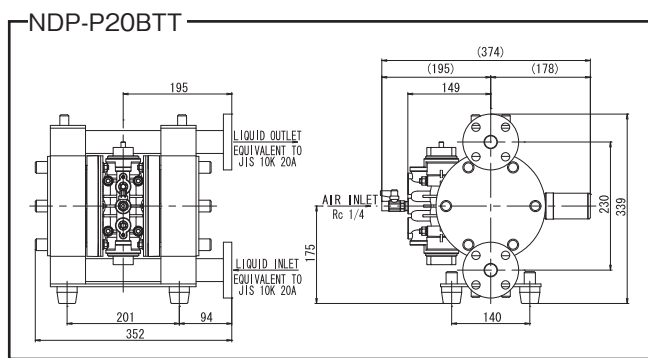 NDP-P20BTT
195
LIQUID OUTLET
EQUIVALENT TO
JIS 10K 20A
LIQUID INLET
EQUIVALENT TO
JIS 10K 20A
201
94
352
(374)
(195)
(178)
149
AIR INLET
Rc 1/4
175
230
339
140